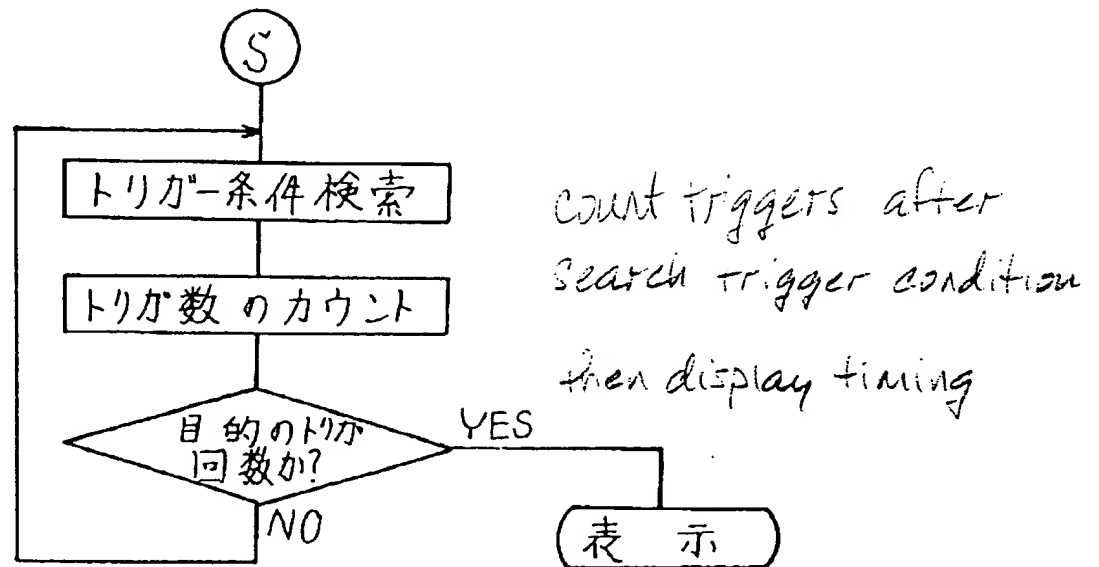 S
トリガー条件検索
トリガ数のカウント
目的のトリガ
回数か?
YES
NO
表 示
count triggers after
search trigger condition
then display timing